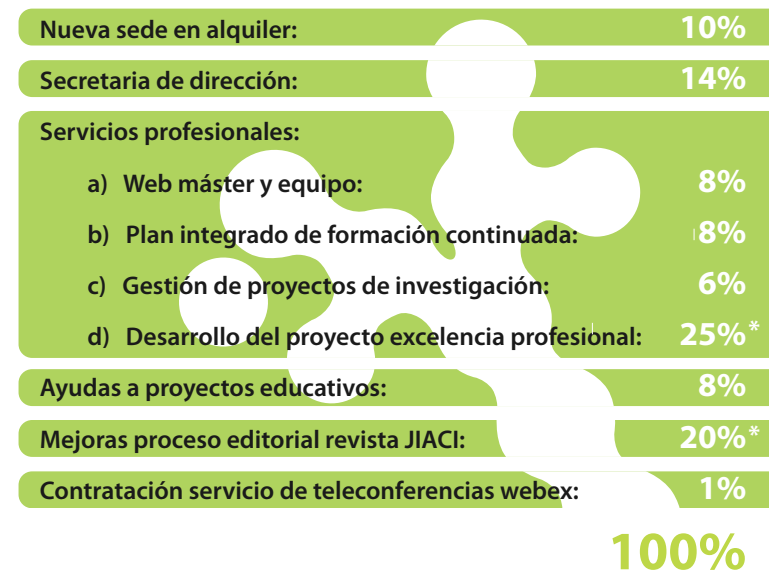 Nueva sede en alquiler: 10%
Secretaria de dirección: 14%
Servicios profesionales:
a) Web máster y equipo: 8%
b) Plan integrado de formación continuada: 8%
c) Gestión de proyectos de investigación: 6%
d) Desarrollo del proyecto excelencia profesional: 25%*
Ayudas a proyectos educativos: 8%
Mejoras proceso editorial revista JIACI: 20%*
Contratación servicio de teleconferencias webex: 1%
100%